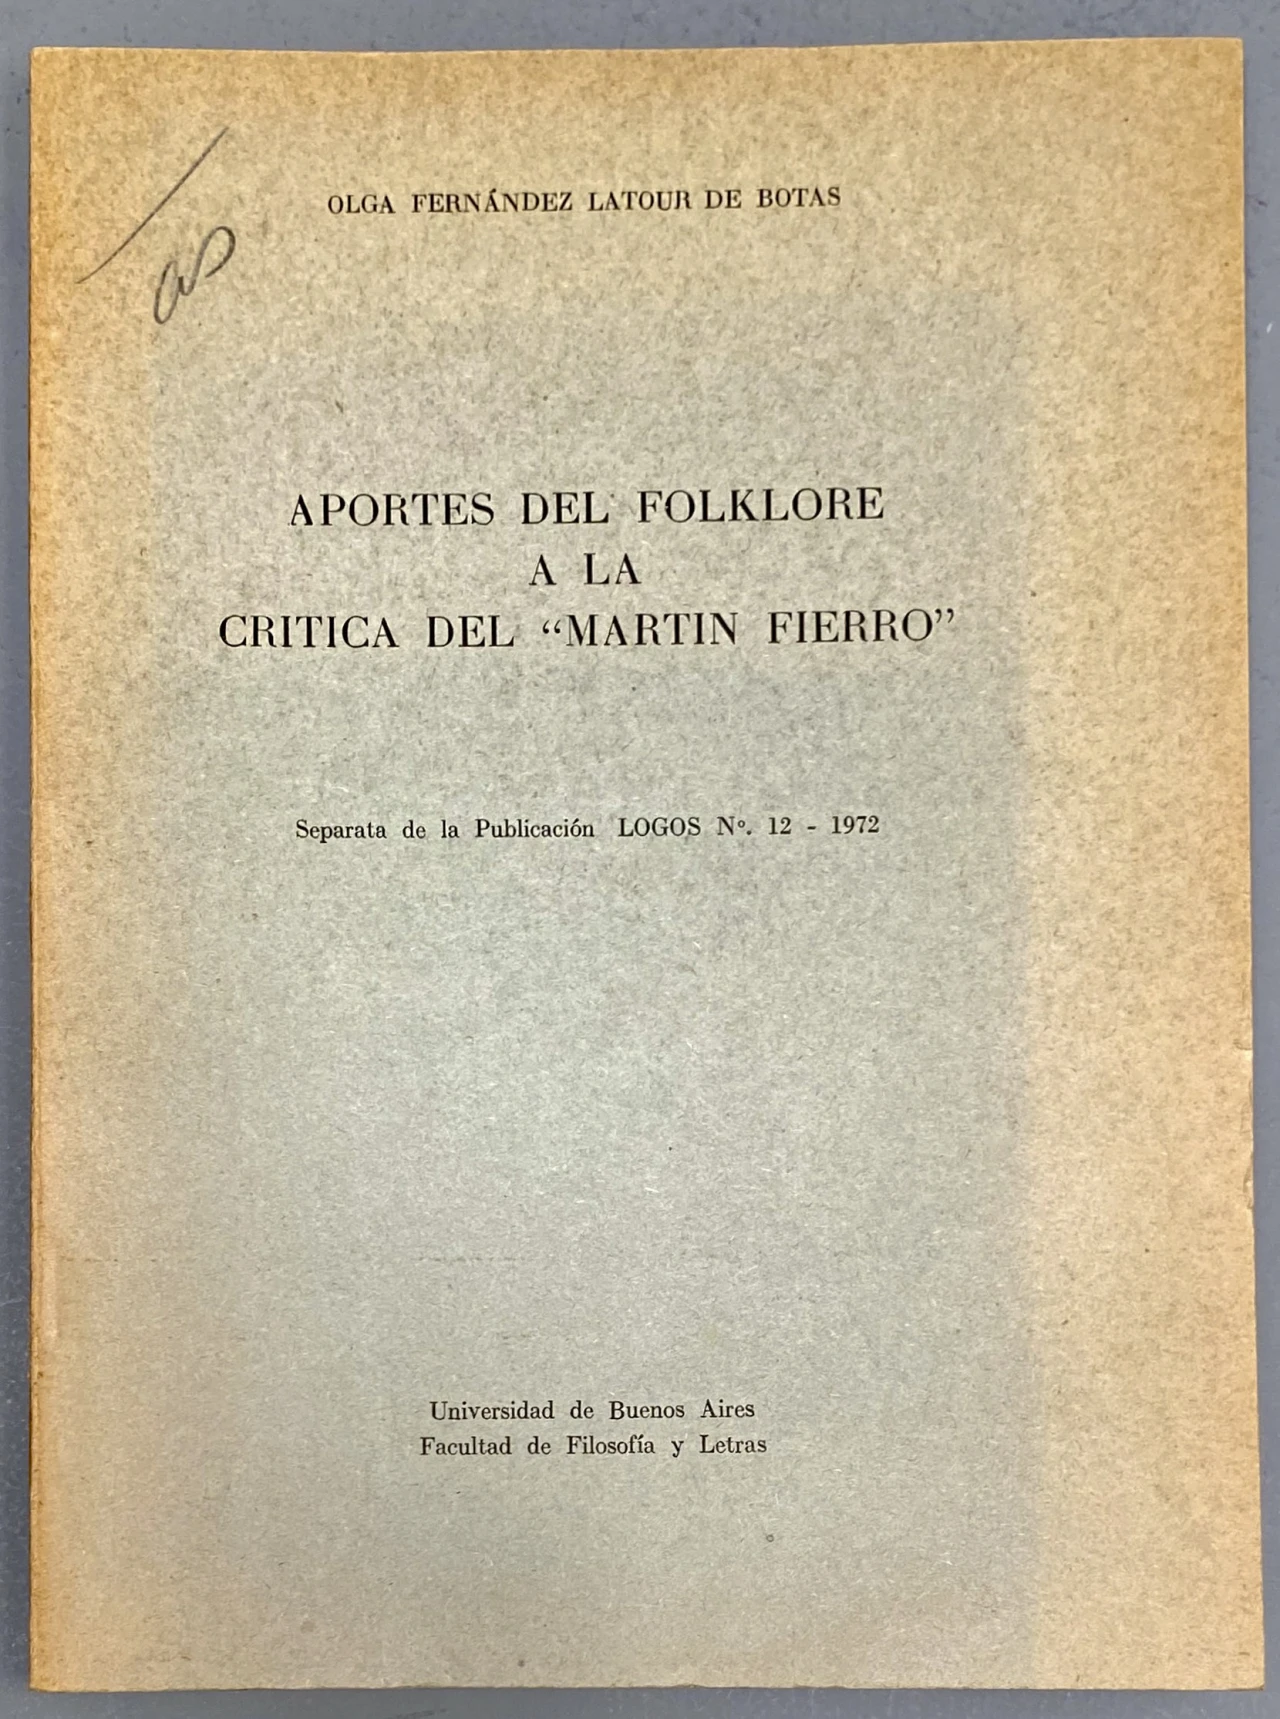 OLGA FERNÁNDEZ LATOUR DE BOTAS
APORTES DEL FOLKLORE
A LA
CRITICA DEL “MARTIN FIERRO”
Separata de la Publicación LOGOS Nº. 12 - 1972
Universidad de Buenos Aires
Facultad de Filosofía y Letras